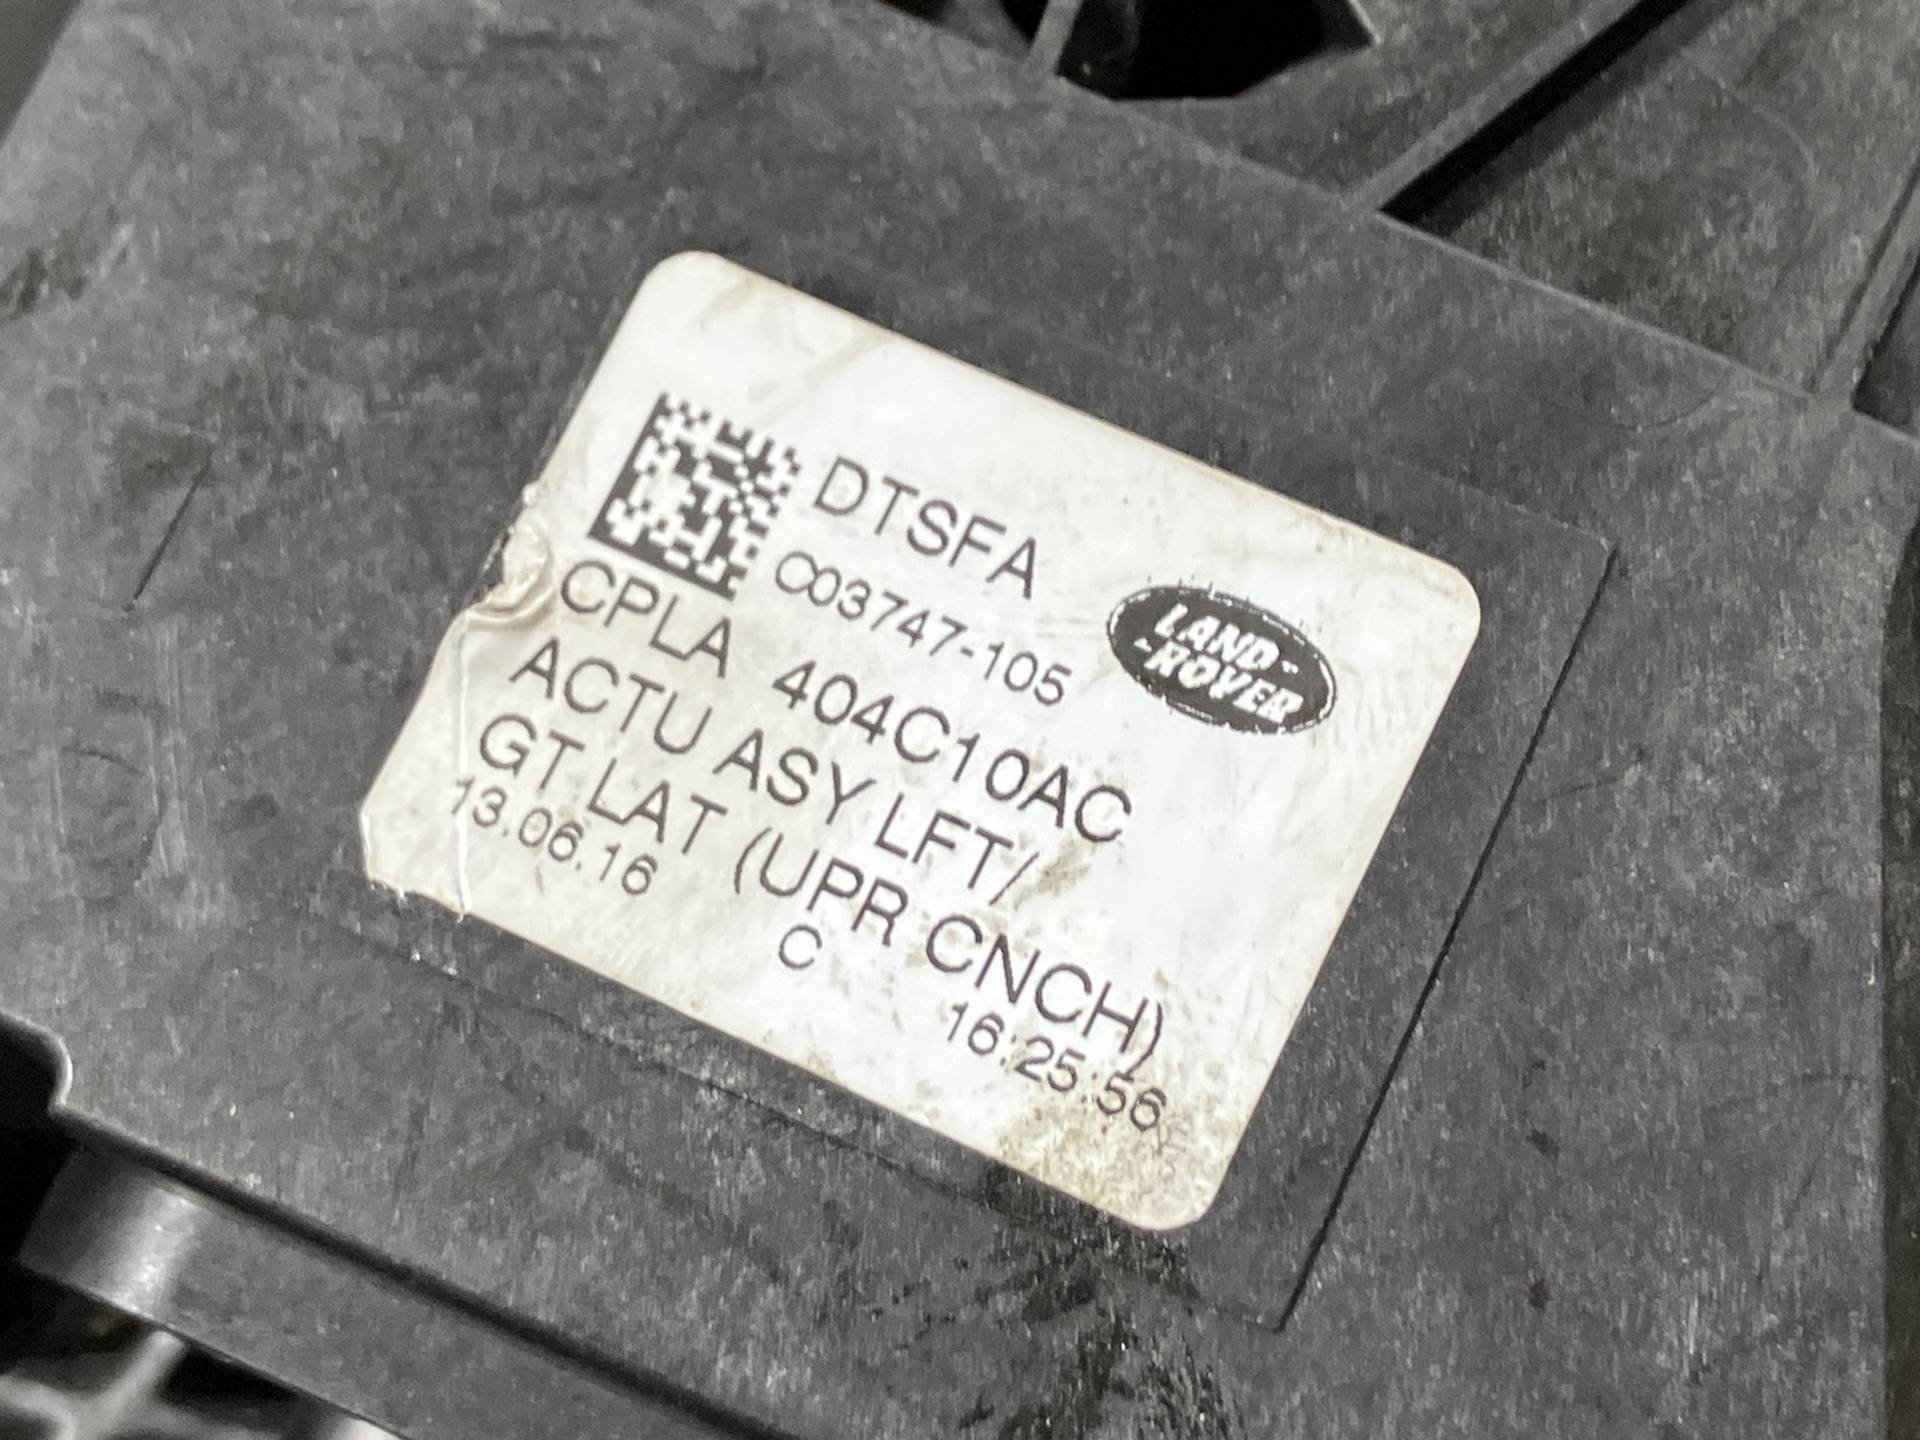 DTSFA
C03747-105
LAND-
-ROVER
CPLA 404C10AC
ACTU ASY LFT/
GT LAT (UPR CNCH)
13.06.16 C 16:25:56